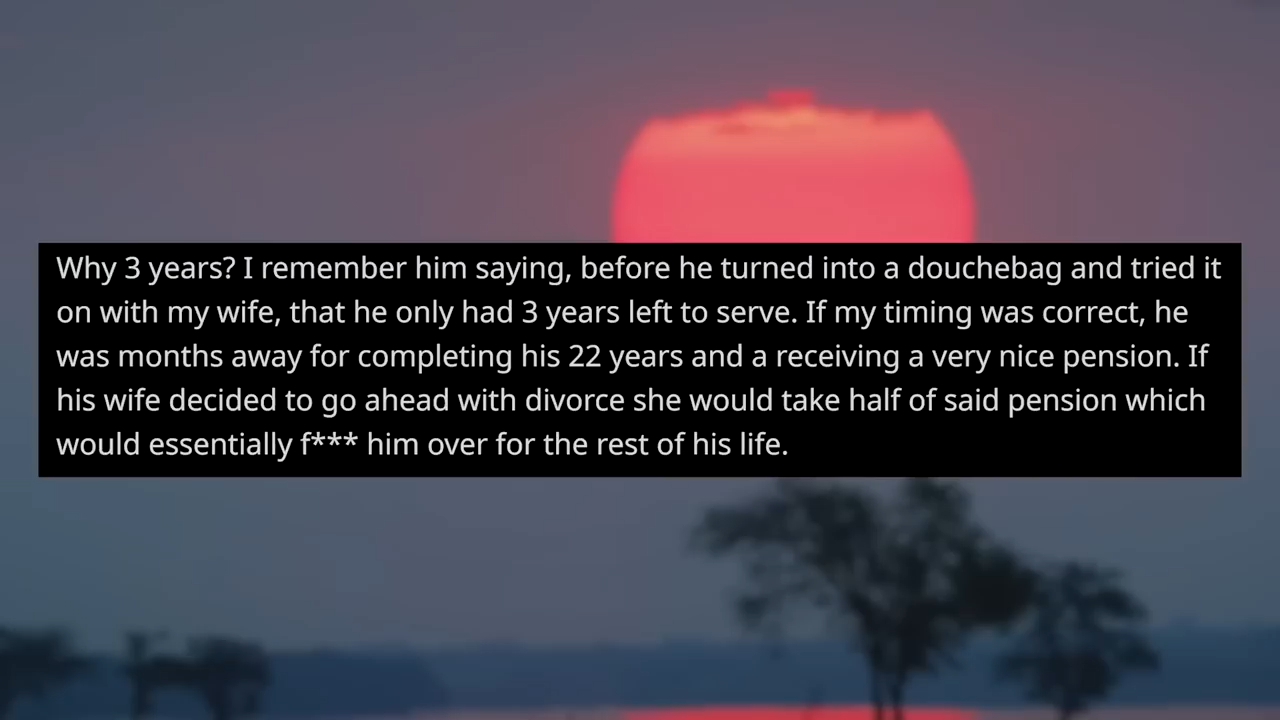 Why 3 years? I remember him saying, before he turned into a douchebag and tried it
on with my wife, that he only had 3 years left to serve. If my timing was correct, he
was months away for completing his 22 years and a receiving a very nice pension. If
his wife decided to go ahead with divorce she would take half of said pension which
would essentially f*** him over for the rest of his life.